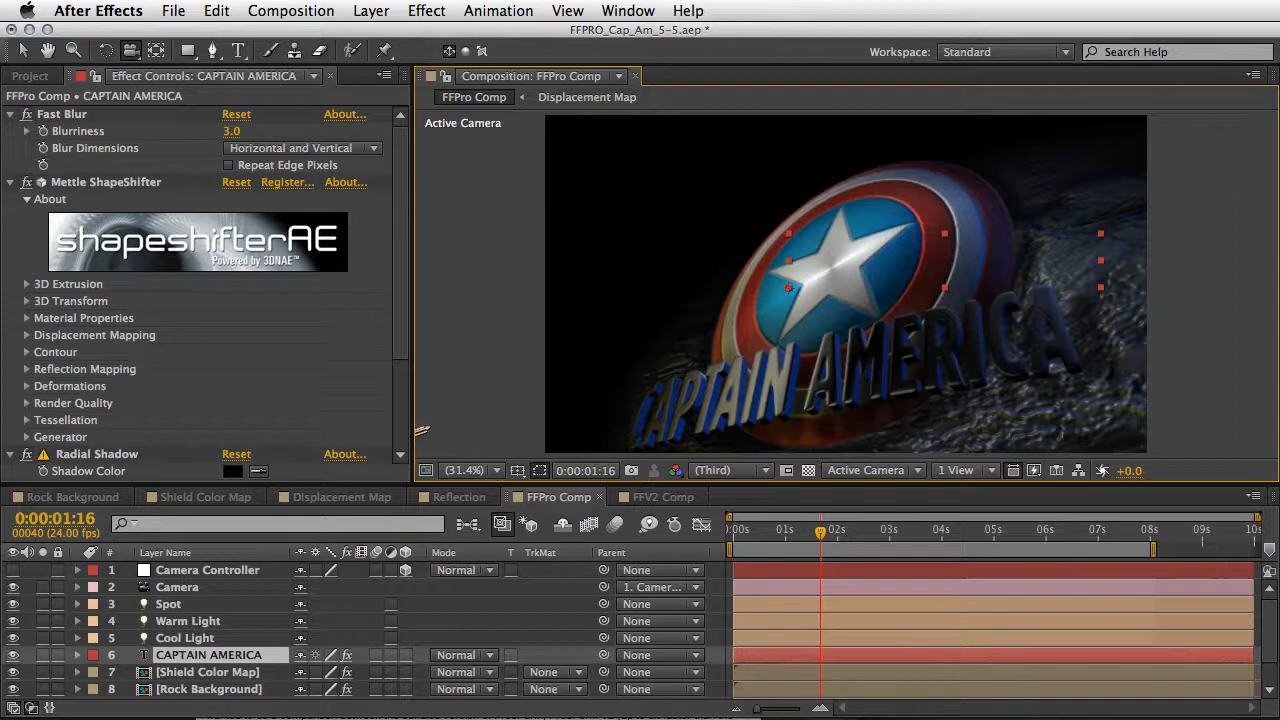 After Effects File Edit Composition Layer Effect Animation View Window Help
FFPRO_Cap_Am_5-5.aep *
Workspace: Standard Search Help
Project Effect Controls: CAPTAIN AMERICA Composition: FFPro Comp
FFPro Comp • CAPTAIN AMERICA
FFPro Comp Displacement Map
Active Camera
fx Fast Blur Reset About...
Blurriness 3.0
Blur Dimensions Horizontal and Vertical
Repeat Edge Pixels
fx Mettle ShapeShifter Reset Register... About...
About
shapeshifterAE
Powered by 3DNAE™
3D Extrusion
3D Transform
Material Properties
Displacement Mapping
Contour
Reflection Mapping
Deformations
Render Quality
Tessellation
Generator
fx Radial Shadow Reset About...
Shadow Color
CAPTAIN AMERICA
(31.4%) 0:00:01:16 (Third) Active Camera 1 View +0.0
Rock Background Shield Color Map Displacement Map Reflection FFPro Comp FFV2 Comp
0:00:01:16
00040 (24.00 fps)
0:00s 01s 02s 03s 04s 05s 06s 07s 08s 09s 10s
# Layer Name fx Mode T TrkMat Parent
1 Camera Controller Normal None
2 Camera 1. Camer...
3 Spot None
4 Warm Light None
5 Cool Light None
6 T CAPTAIN AMERICA fx Normal None
7 [Shield Color Map] fx Normal None None
8 [Rock Background] fx Normal None None